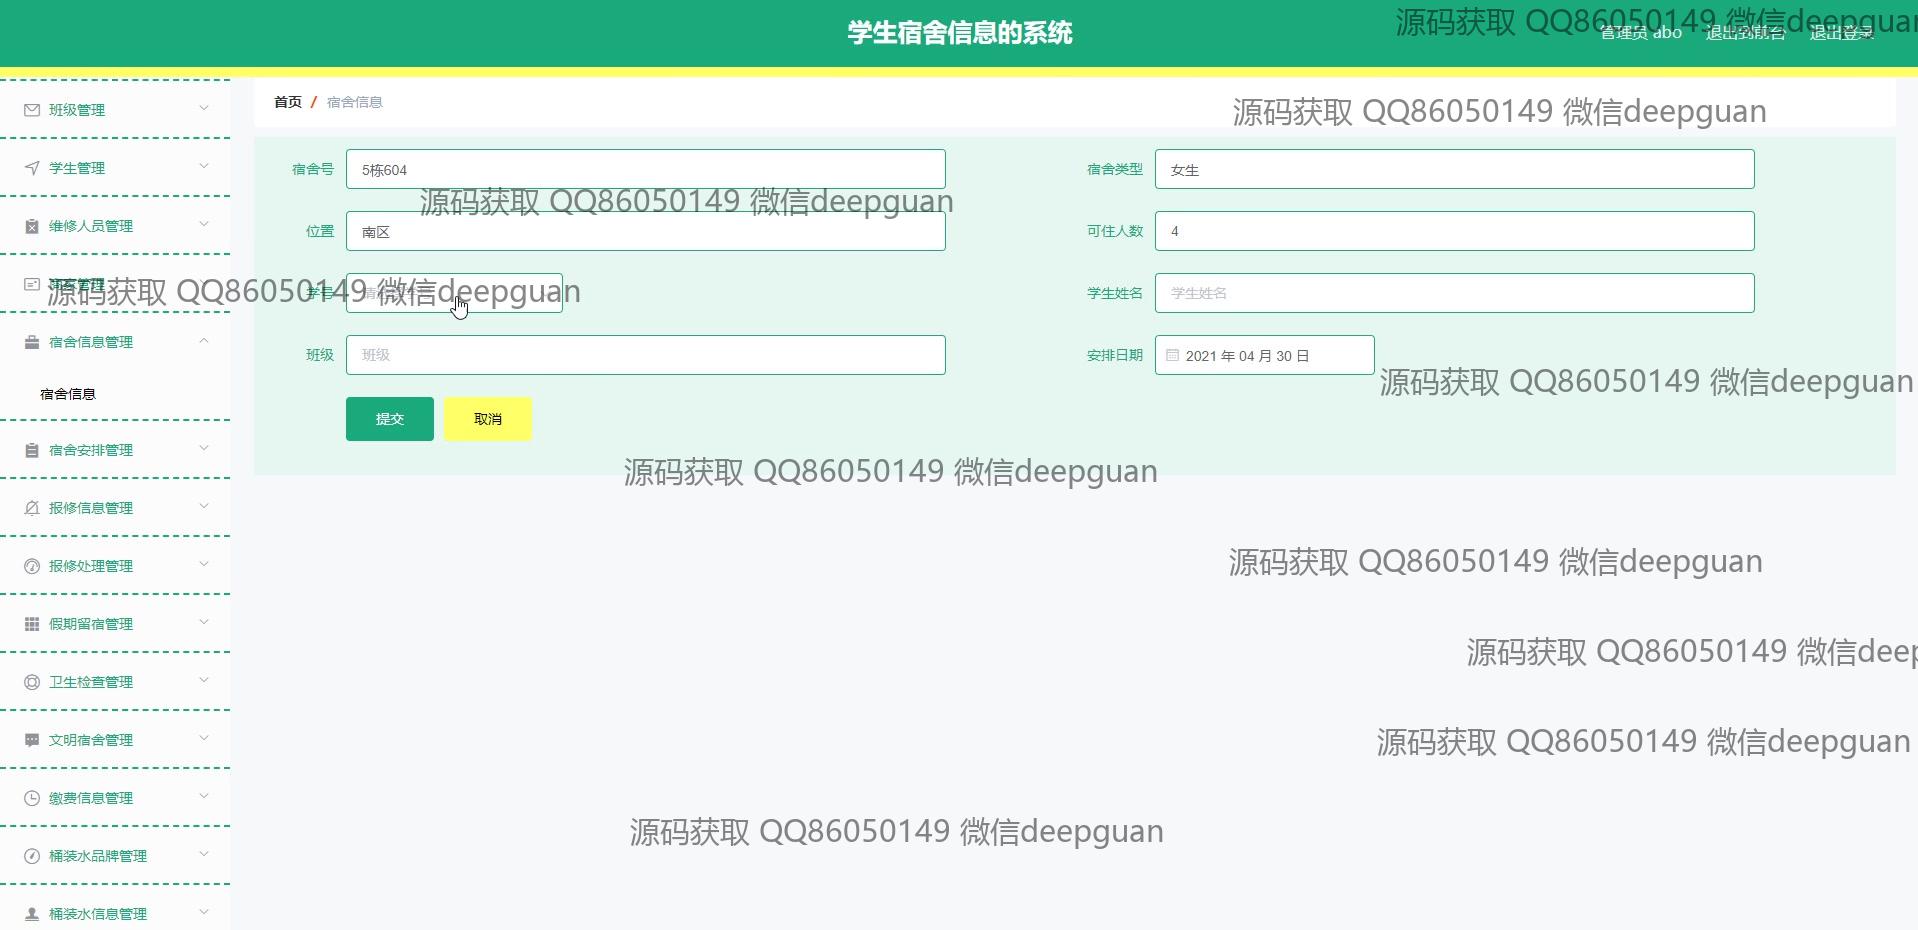 学生宿舍信息的系统
源码获取 QQ86050149 微信deepguan
管理员 abo 退出到前台 退出登录
首页 / 宿舍信息
源码获取 QQ86050149 微信deepguan
班级管理
学生管理
维修人员管理
商家管理
宿舍信息管理
宿舍信息
宿舍安排管理
报修信息管理
报修处理管理
假期留宿管理
卫生检查管理
文明宿舍管理
缴费信息管理
桶装水品牌管理
桶装水信息管理
宿舍号 5栋604 宿舍类型 女生
源码获取 QQ86050149 微信deepguan
位置 南区 可住人数 4
源码获取 QQ86050149 微信deepguan
学号 学生姓名 学生姓名
班级 班级 安排日期 2021 年 04 月 30 日
源码获取 QQ86050149 微信deepguan
提交 取消
源码获取 QQ86050149 微信deepguan
源码获取 QQ86050149 微信deepguan
源码获取 QQ86050149 微信deep
源码获取 QQ86050149 微信deepguan
源码获取 QQ86050149 微信deepguan